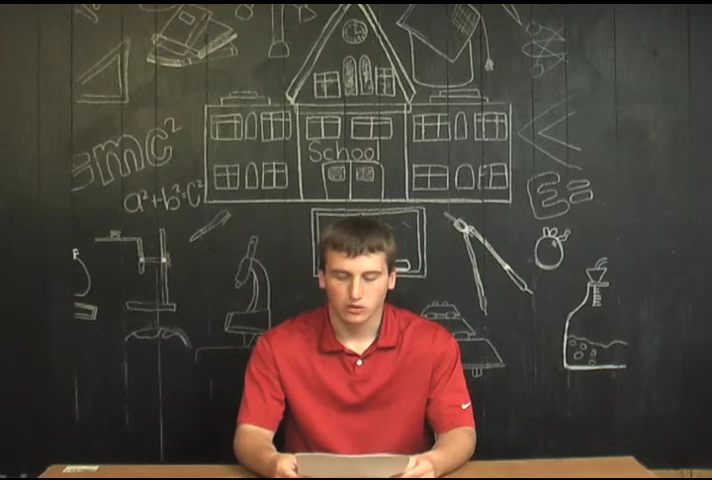 School
=mc²
a²+b²=c²
E=
F